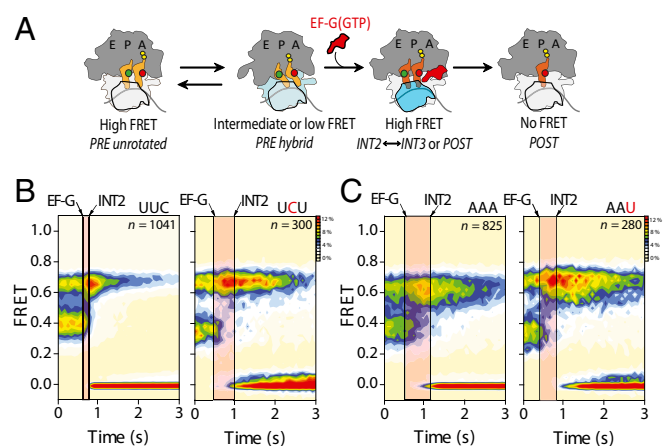 A
EF-G(GTP)
E P A
E P A
E P A
E P A
High FRET
PRE unrotated
Intermediate or low FRET
PRE hybrid
High FRET
INT2 ↔ INT3 or POST
No FRET
POST
B
EF-G INT2 UUC
n = 1041
EF-G INT2 UCU
n = 300
12 %
8 %
4 %
0 %
C
EF-G INT2 AAA
n = 825
EF-G INT2 AAU
n = 280
12 %
8 %
4 %
0 %
FRET
1.0
0.8
0.6
0.4
0.2
0.0
0 1 2 3
Time (s)
0 1 2 3
Time (s)
FRET
1.0
0.8
0.6
0.4
0.2
0.0
0 1 2 3
Time (s)
0 1 2 3
Time (s)